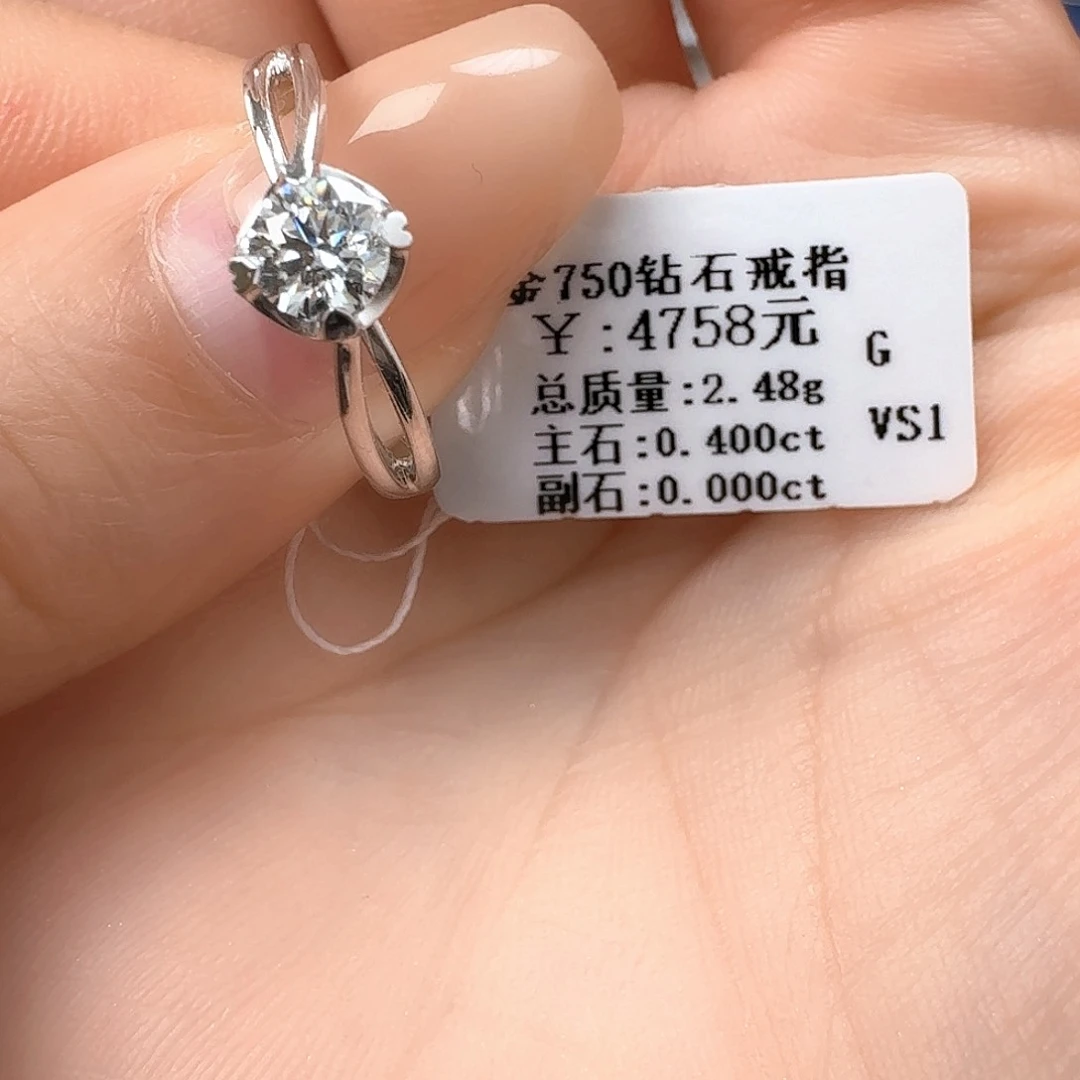 金750钻石戒指
￥:4758元
G
总质量:2.48g
VS1
主石:0.400ct
副石:0.000ct